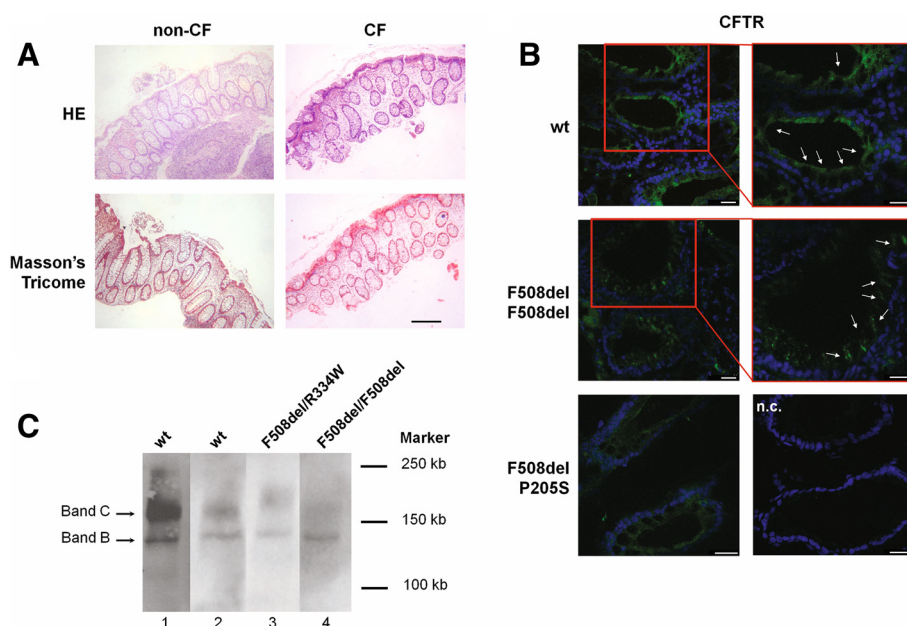 A
non-CF
CF
HE
Masson's
Tricome
B
CFTR
wt
F508del
F508del
F508del
P205S
n.c.
C
wt
wt
F508del/R334W
F508del/F508del
Marker
250 kb
Band C
150 kb
Band B
100 kb
1
2
3
4